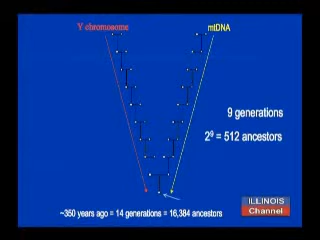 Y chromosome mtDNA
9 generations
2⁹ = 512 ancestors
ILLINOIS
Channel
~350 years ago = 14 generations = 16,384 ancestors